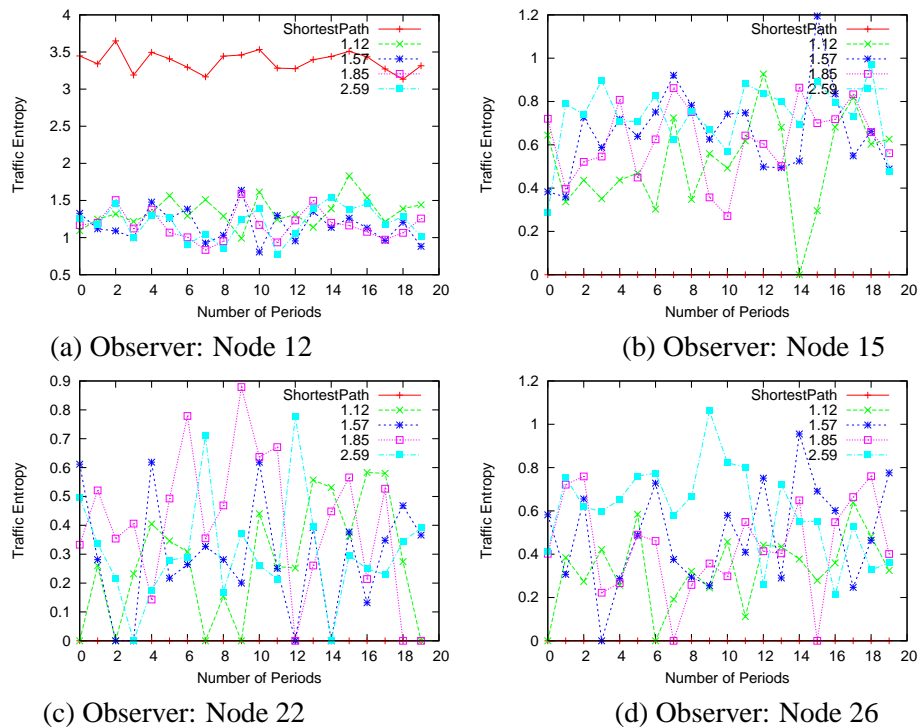 4
3.5
3
2.5
2
1.5
1
0.5
Traffic Entropy
0 2 4 6 8 10 12 14 16 18 20
Number of Periods
ShortestPath
1.12
1.57
1.85
2.59
(a) Observer: Node 12
1.2
1
0.8
0.6
0.4
0.2
0
Traffic Entropy
0 2 4 6 8 10 12 14 16 18 20
Number of Periods
ShortestPath
1.12
1.57
1.85
2.59
(b) Observer: Node 15
0.9
0.8
0.7
0.6
0.5
0.4
0.3
0.2
0.1
0
Traffic Entropy
0 2 4 6 8 10 12 14 16 18 20
Number of Periods
ShortestPath
1.12
1.57
1.85
2.59
(c) Observer: Node 22
1.2
1
0.8
0.6
0.4
0.2
0
Traffic Entropy
0 2 4 6 8 10 12 14 16 18 20
Number of Periods
ShortestPath
1.12
1.57
1.85
2.59
(d) Observer: Node 26